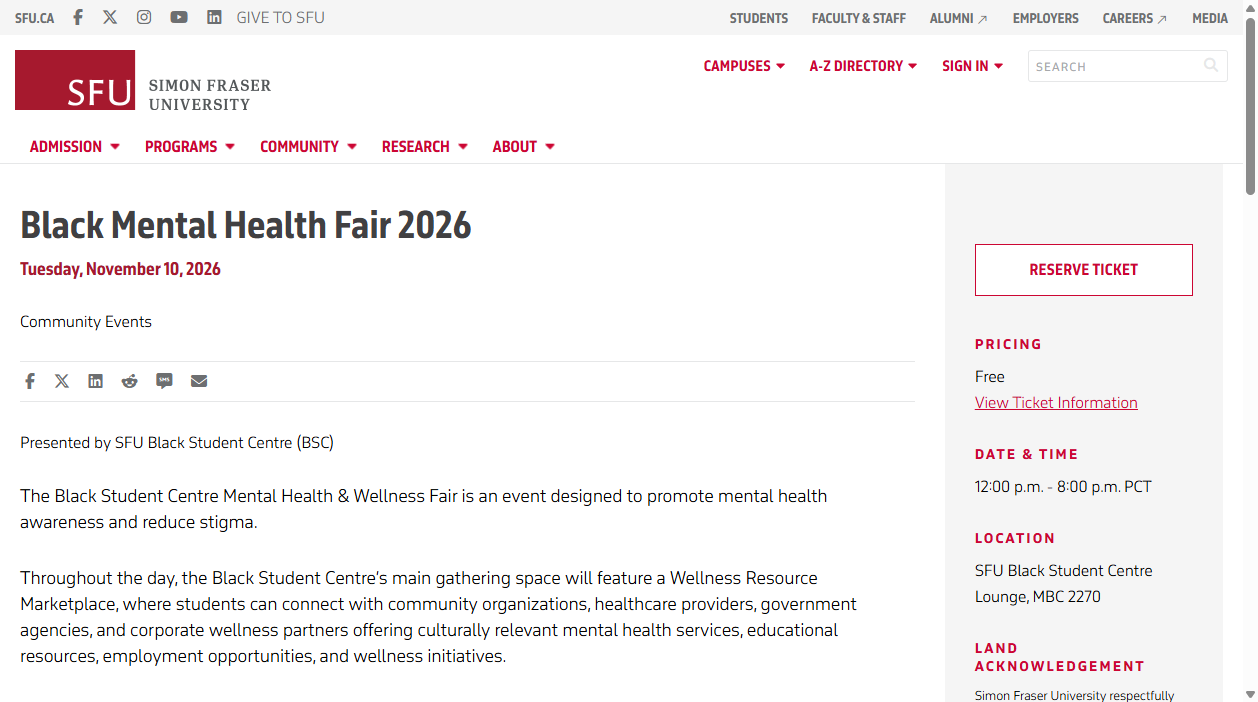 SFU.CA GIVE TO SFU STUDENTS FACULTY & STAFF ALUMNI EMPLOYERS CAREERS MEDIA
SFU SIMON FRASER
UNIVERSITY
CAMPUSES A-Z DIRECTORY SIGN IN SEARCH
ADMISSION PROGRAMS COMMUNITY RESEARCH ABOUT
Black Mental Health Fair 2026
Tuesday, November 10, 2026
Community Events
SMS
Presented by SFU Black Student Centre (BSC)
The Black Student Centre Mental Health & Wellness Fair is an event designed to promote mental health
awareness and reduce stigma.
Throughout the day, the Black Student Centre's main gathering space will feature a Wellness Resource
Marketplace, where students can connect with community organizations, healthcare providers, government
agencies, and corporate wellness partners offering culturally relevant mental health services, educational
resources, employment opportunities, and wellness initiatives.
RESERVE TICKET
PRICING
Free
View Ticket Information
DATE & TIME
12:00 p.m. - 8:00 p.m. PCT
LOCATION
SFU Black Student Centre
Lounge, MBC 2270
LAND
ACKNOWLEDGEMENT
Simon Fraser University respectfully